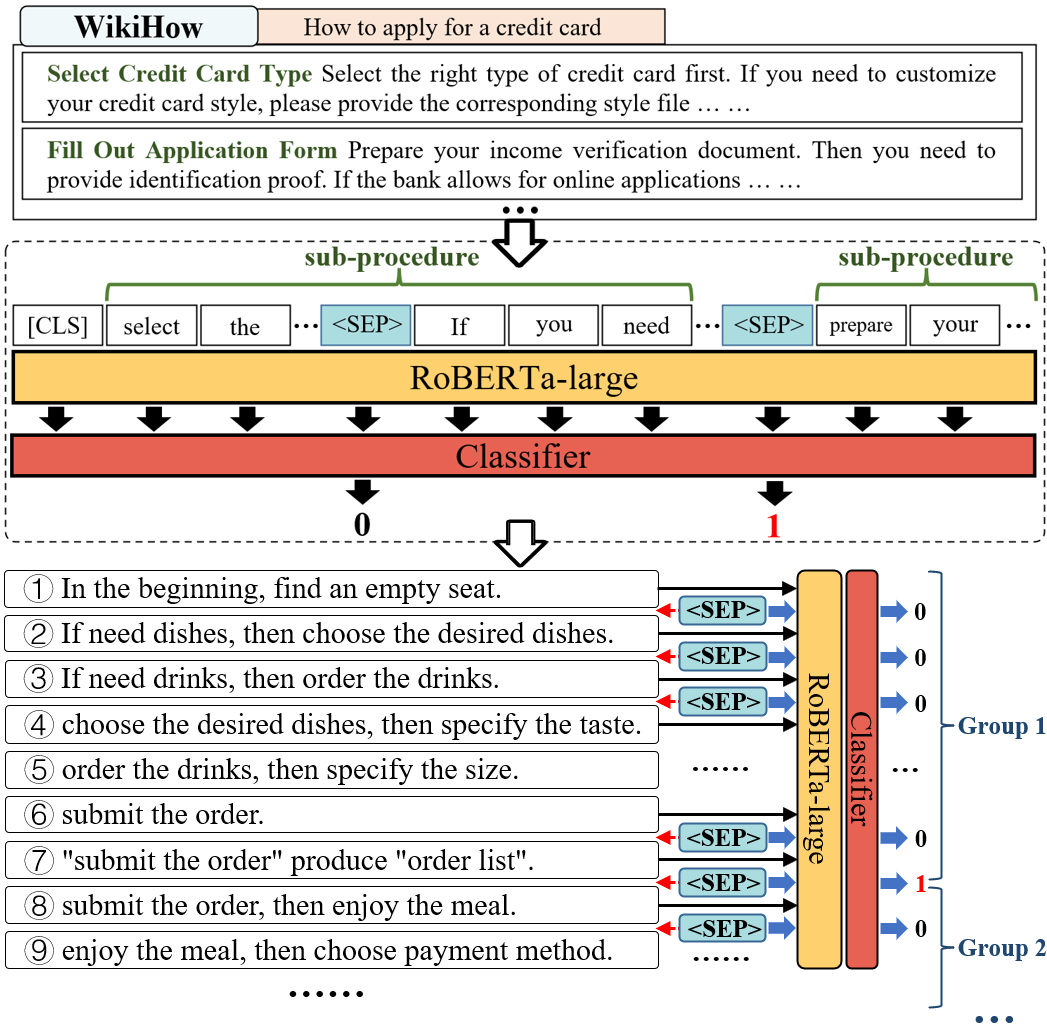 WikiHow
How to apply for a credit card
Select Credit Card Type Select the right type of credit card first. If you need to customize
your credit card style, please provide the corresponding style file … …
Fill Out Application Form Prepare your income verification document. Then you need to
provide identification proof. If the bank allows for online applications … …
...
sub-procedure
sub-procedure
[CLS] select the ... <SEP> If you need ... <SEP> prepare your ...
RoBERTa-large
Classifier
0
1
① In the beginning, find an empty seat.
<SEP> 0
② If need dishes, then choose the desired dishes.
<SEP> 0
③ If need drinks, then order the drinks.
<SEP> 0
④ choose the desired dishes, then specify the taste.
⑤ order the drinks, then specify the size.
...... ...
⑥ submit the order.
<SEP> 0
⑦ "submit the order" produce "order list".
<SEP> 1
⑧ submit the order, then enjoy the meal.
<SEP> 0
⑨ enjoy the meal, then choose payment method.
......
......
RoBERTa-large
Classifier
Group 1
Group 2
...